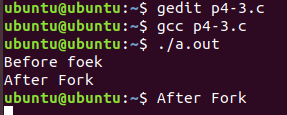 ubuntu@ubuntu:~$ gedit p4-3.c
ubuntu@ubuntu:~$ gcc p4-3.c
ubuntu@ubuntu:~$ ./a.out
Before foek
After Fork
ubuntu@ubuntu:~$ After Fork